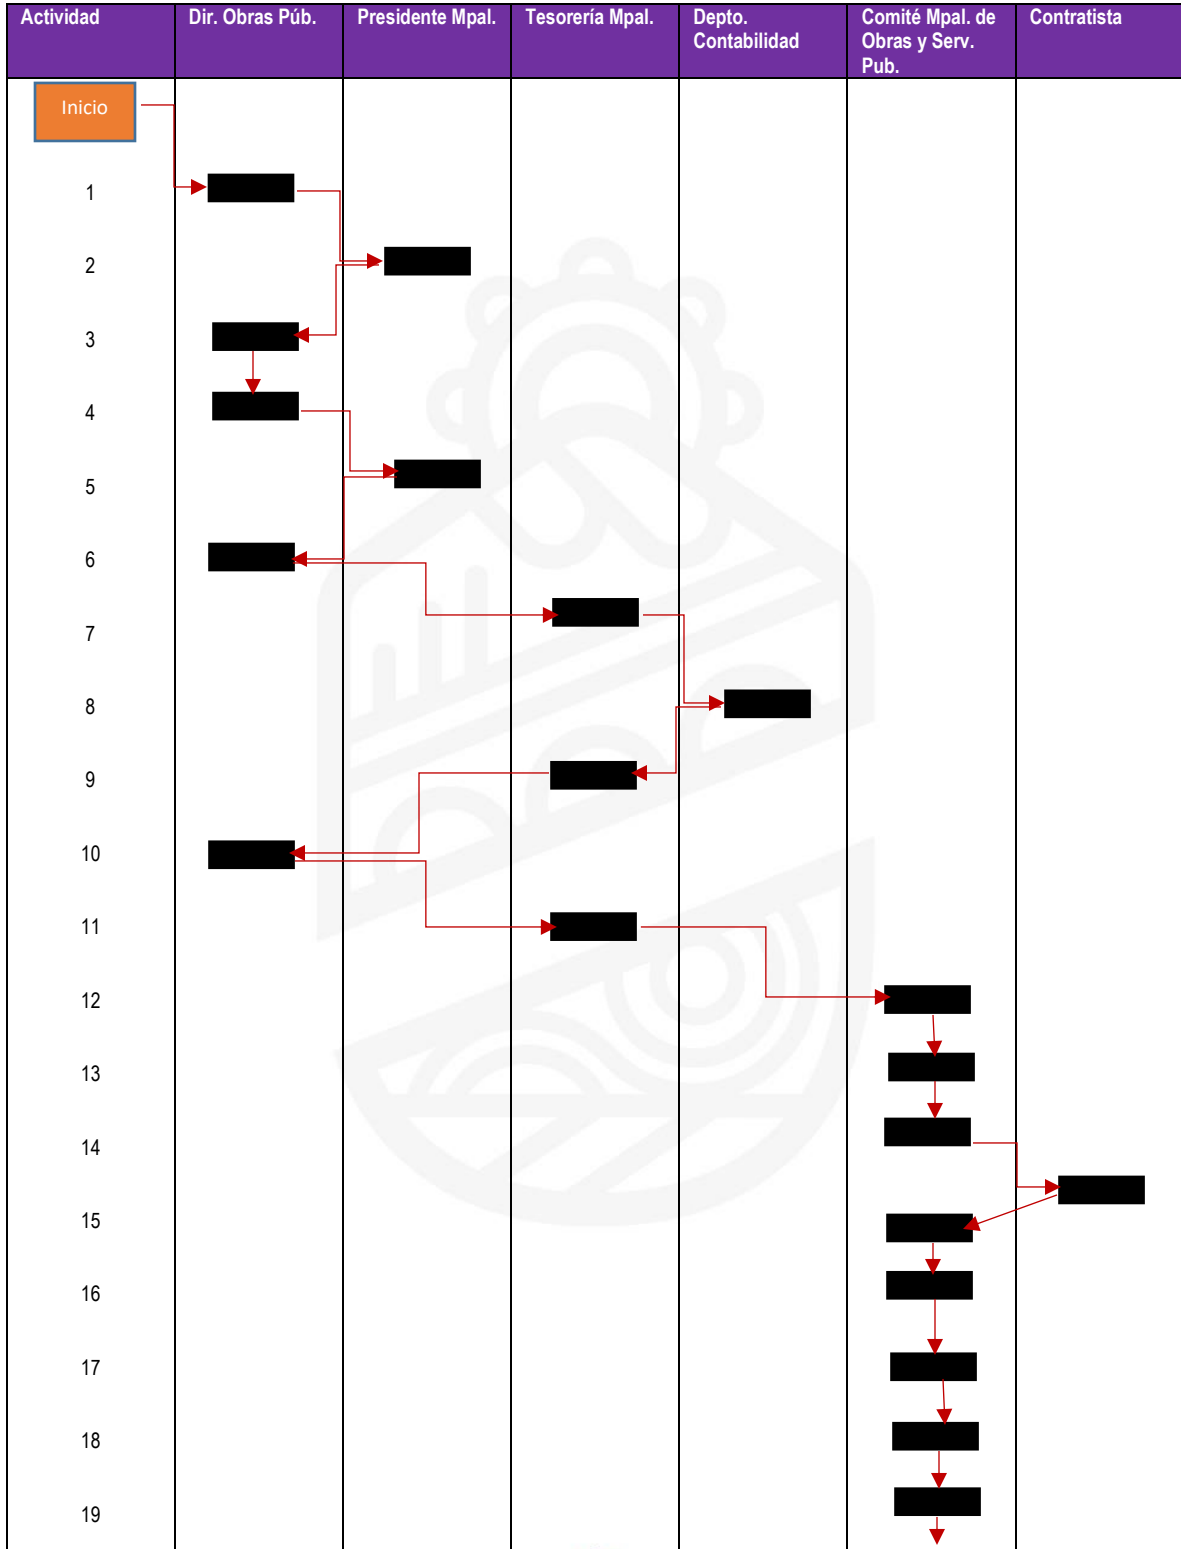 Actividad
Dir. Obras Púb.
Presidente Mpal.
Tesorería Mpal.
Depto.
Contabilidad
Comité Mpal. de
Obras y Serv.
Pub.
Contratista
Inicio
1
2
3
4
5
6
7
8
9
10
11
12
13
14
15
16
17
18
19